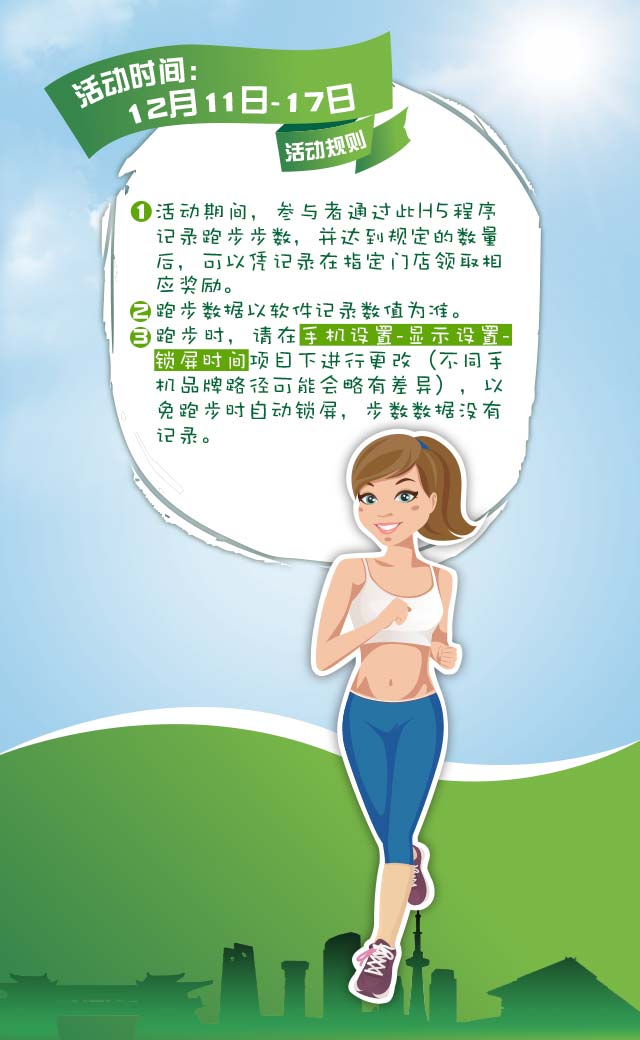 活动时间：
12月11日-17日
活动规则
1 活动期间，参与者通过此H5程序
记录跑步步数，并达到规定的数量
后，可以凭记录在指定门店领取相
应奖励。
2 跑步数据以软件记录数值为准。
3 跑步时，请在手机设置-显示设置-
锁屏时间项目下进行更改（不同手
机品牌路径可能会略有差异），以
免跑步时自动锁屏，步数数据没有
记录。